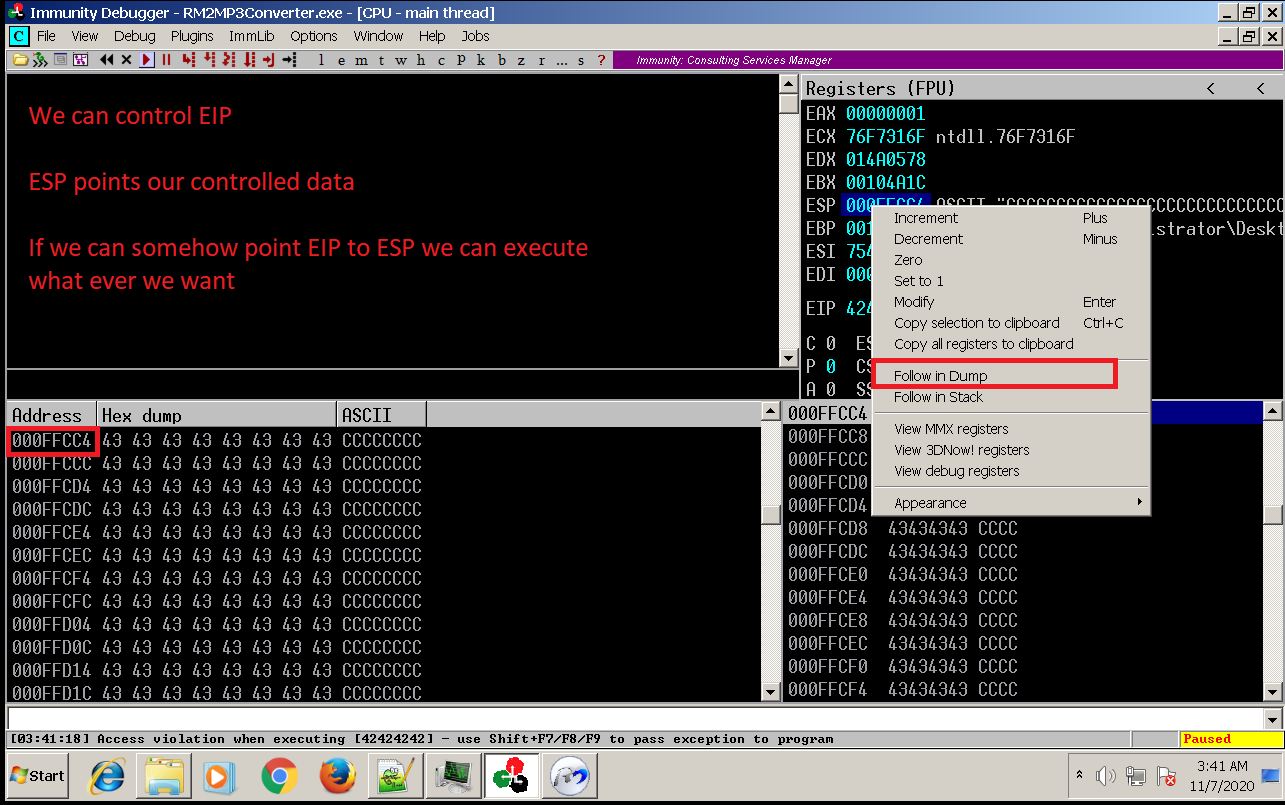 Immunity Debugger - RM2MP3Converter.exe - [CPU - main thread]
C File View Debug Plugins ImmLib Options Window Help Jobs
l e m t w h c P k b z r ... s ? Immunity: Consulting Services Manager
We can control EIP
ESP points our controlled data
If we can somehow point EIP to ESP we can execute
what ever we want
Registers (FPU) < <
EAX 00000001
ECX 76F7316F ntdll.76F7316F
EDX 014A0578
EBX 00104A1C
ESP 000FFCC4
EBP
ESI
EDI
EIP
C 0
P 0
A 0
Increment Plus
Decrement Minus
Zero
Set to 1
Modify Enter
Copy selection to clipboard Ctrl+C
Copy all registers to clipboard
Follow in Dump
Follow in Stack
View MMX registers
View 3DNow! registers
View debug registers
Appearance
Address Hex dump ASCII
000FFCC4 43 43 43 43 43 43 43 43 CCCCCCCC
000FFCCC 43 43 43 43 43 43 43 43 CCCCCCCC
000FFCD4 43 43 43 43 43 43 43 43 CCCCCCCC
000FFCDC 43 43 43 43 43 43 43 43 CCCCCCCC
000FFCE4 43 43 43 43 43 43 43 43 CCCCCCCC
000FFCEC 43 43 43 43 43 43 43 43 CCCCCCCC
000FFCF4 43 43 43 43 43 43 43 43 CCCCCCCC
000FFCFC 43 43 43 43 43 43 43 43 CCCCCCCC
000FFD04 43 43 43 43 43 43 43 43 CCCCCCCC
000FFD0C 43 43 43 43 43 43 43 43 CCCCCCCC
000FFD14 43 43 43 43 43 43 43 43 CCCCCCCC
000FFD1C 43 43 43 43 43 43 43 43 CCCCCCCC
000FFCC4
000FFCC8
000FFCCC
000FFCD0
000FFCD4
000FFCD8 43434343 CCCC
000FFCDC 43434343 CCCC
000FFCE0 43434343 CCCC
000FFCE4 43434343 CCCC
000FFCE8 43434343 CCCC
000FFCEC 43434343 CCCC
000FFCF0 43434343 CCCC
000FFCF4 43434343 CCCC
[03:41:18] Access violation when executing [42424242] - use Shift+F7/F8/F9 to pass exception to program
Paused
Start
3:41 AM
11/7/2020